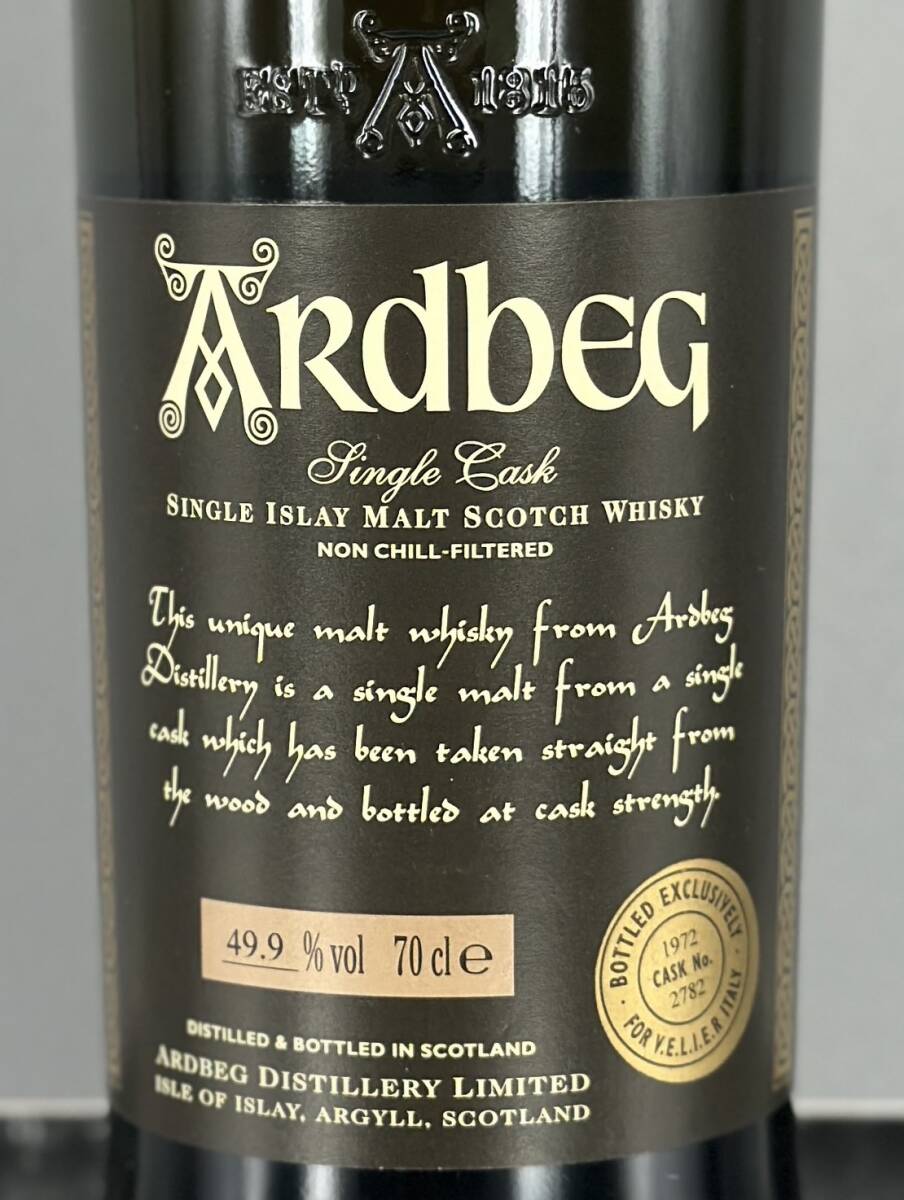 ESTD 1815
ARdbEG
Single Cask
SINGLE ISLAY MALT SCOTCH WHISKY
NON CHILL-FILTERED
This unique malt whisky from Ardbeg
Distillery is a single malt from a single
cask which has been taken straight from
the wood and bottled at cask strength.
49.9 % vol 70 cl e
BOTTLED EXCLUSIVELY
1972
CASK No.
2782
FOR V.E.L.I.E.R ITALY
DISTILLED & BOTTLED IN SCOTLAND
ARDBEG DISTILLERY LIMITED
ISLE OF ISLAY, ARGYLL, SCOTLAND